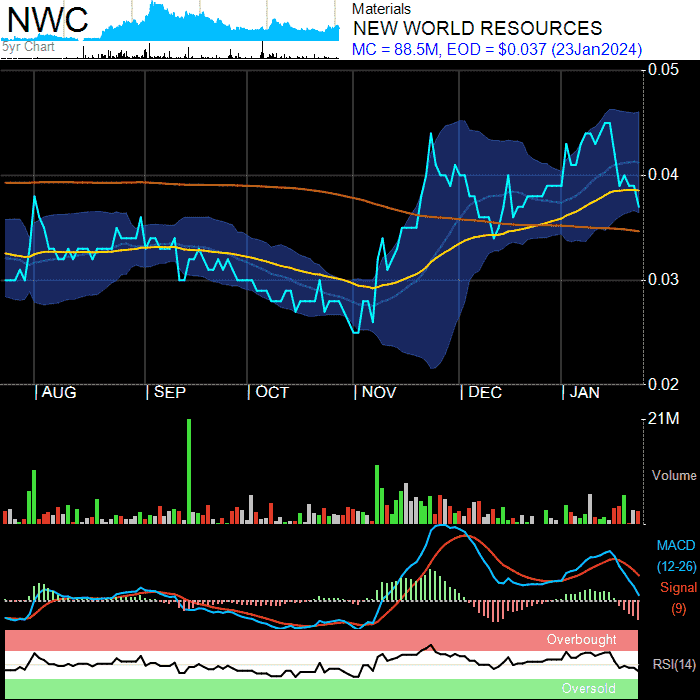 NWC
5yr Chart
Materials
NEW WORLD RESOURCES
MC = 88.5M, EOD = $0.037 (23Jan2024)
0.05
0.04
0.03
0.02
AUG SEP OCT NOV DEC JAN
21M
Volume
MACD
(12-26)
Signal
(9)
Overbought
RSI(14)
Oversold